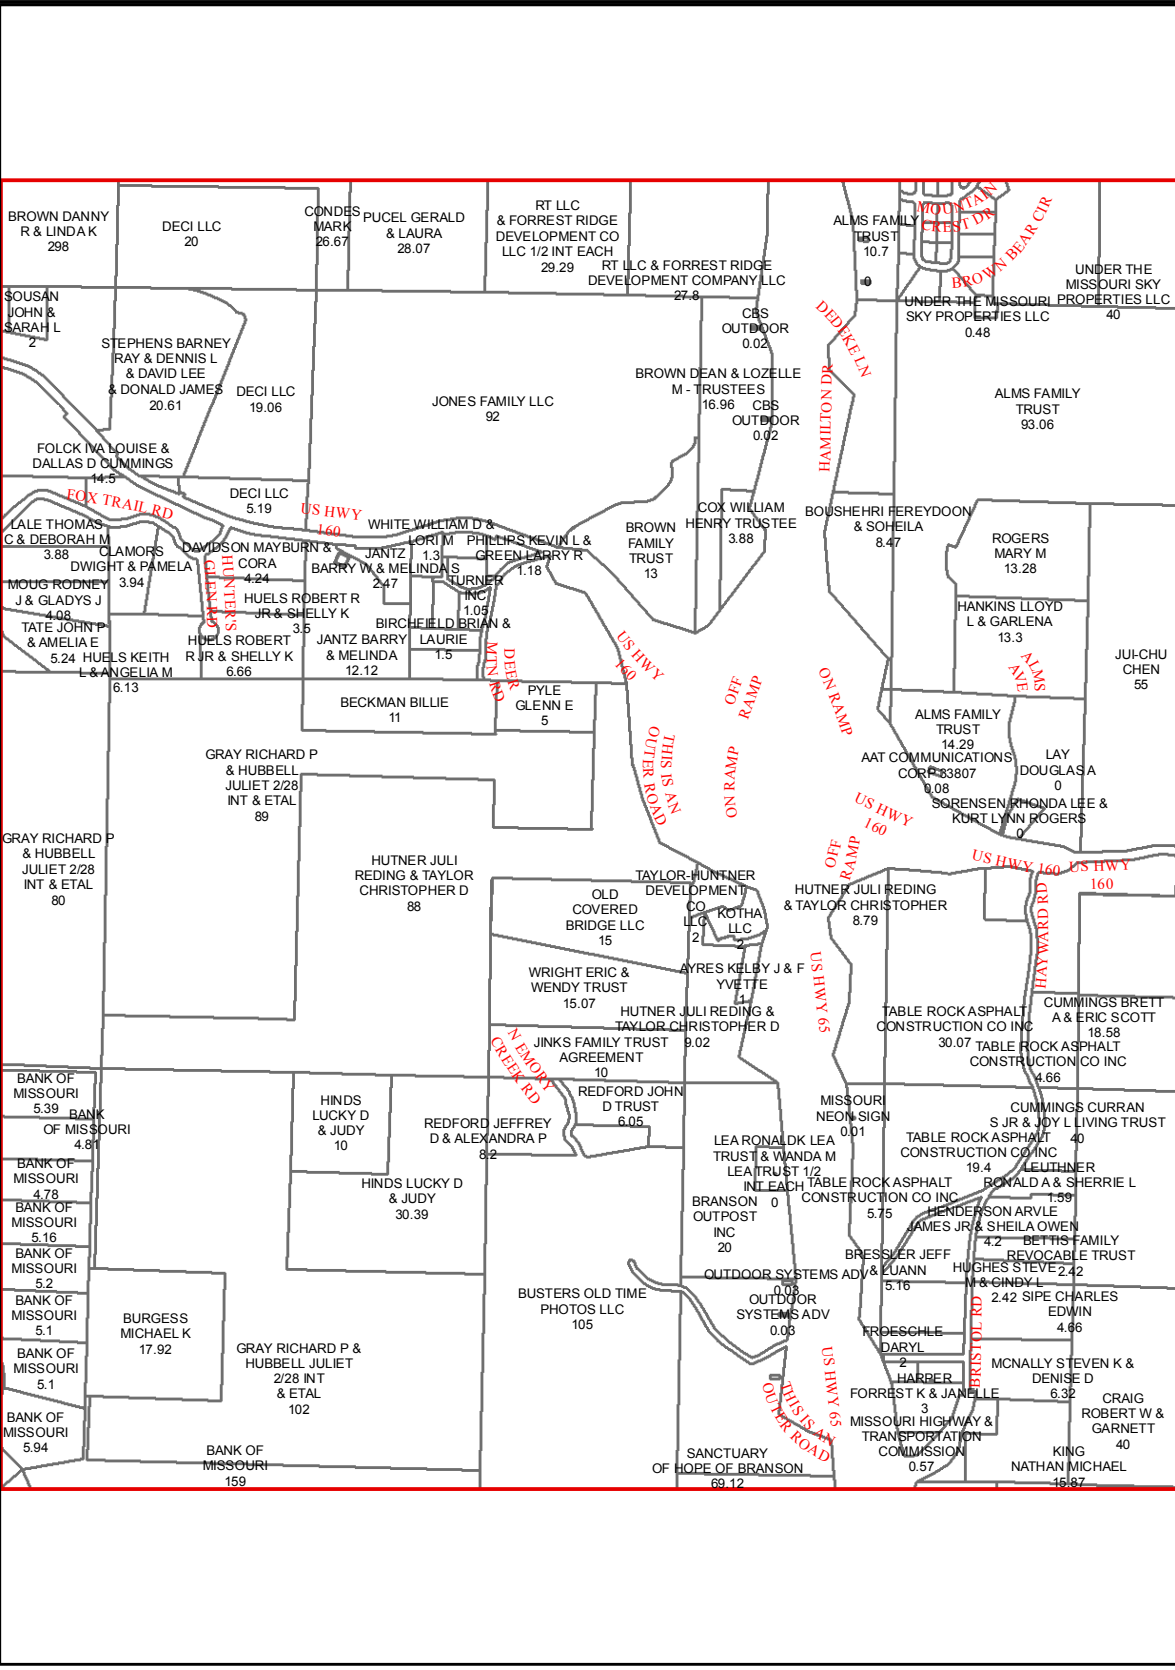 BROWN DANNY
R & LINDA K
298
DECI LLC
20
CONDES
MARK
26.67
PUCEL GERALD
& LAURA
28.07
RT LLC
& FORREST RIDGE
DEVELOPMENT CO
LLC 1/2 INT EACH
29.29
RT LLC & FORREST RIDGE
DEVELOPMENT COMPANY LLC
27.8
ALMS FAMILY
TRUST
10.7
0
MOUNTAIN
CREST DR
BROWN BEAR CIR
UNDER THE MISSOURI
SKY PROPERTIES LLC
0.48
UNDER THE
MISSOURI SKY
PROPERTIES LLC
40
SOUSAN
JOHN &
SARAH L
2
STEPHENS BARNEY
RAY & DENNIS L
& DAVID LEE
& DONALD JAMES
20.61
DECI LLC
19.06
JONES FAMILY LLC
92
CBS
OUTDOOR
0.02
BROWN DEAN & LOZELLE
M - TRUSTEES
16.96
CBS
OUTDOOR
0.02
DEDEKE LN
HAMILTON DR
ALMS FAMILY
TRUST
93.06
FOLCK IVA LOUISE &
DALLAS D CUMMINGS
14.5
FOX TRAIL RD
DECI LLC
5.19
US HWY
160
LALE THOMAS
C & DEBORAH M
3.88
CLAMORS
DWIGHT & PAMELA
3.94
DAVIDSON MAYBURN &
CORA
4.24
WHITE WILLIAM D &
LORI M
1.3
JANTZ
BARRY W & MELINDA S
2.47
PHILLIPS KEVIN L &
GREEN LARRY R
1.18
TURNER
INC
1.05
BROWN
FAMILY
TRUST
13
COX WILLIAM
HENRY TRUSTEE
3.88
BOUSHEHRI FEREYDOON
& SOHEILA
8.47
ROGERS
MARY M
13.28
MOUG RODNEY
J & GLADYS J
4.08
HUNTER'S
GLEN RD
HUELS ROBERT R
JR & SHELLY K
3.5
TATE JOHN P
& AMELIA E
5.24
HUELS KEITH
L & ANGELIA M
6.13
HUELS ROBERT
R JR & SHELLY K
6.66
JANTZ BARRY
& MELINDA
12.12
BIRCHFIELD BRIAN &
LAURIE
1.5
DEER
MTN RD
HANKINS LLOYD
L & GARLENA
13.3
ALMS
AVE
JUI-CHU
CHEN
55
US HWY
160
OFF
RAMP
ON RAMP
BECKMAN BILLIE
11
PYLE
GLENN E
5
ALMS FAMILY
TRUST
14.29
AAT COMMUNICATIONS
CORP 33807
0.08
LAY
DOUGLAS A
0
SORENSEN RHONDA LEE &
KURT LYNN ROGERS
0
THIS IS AN
OUTER ROAD
ON RAMP
US HWY
160
GRAY RICHARD P
& HUBBELL
JULIET 2/28
INT & ETAL
89
GRAY RICHARD P
& HUBBELL
JULIET 2/28
INT & ETAL
80
HUTNER JULI
REDING & TAYLOR
CHRISTOPHER D
88
OFF
RAMP
US HWY 160
US HWY
160
TAYLOR-HUNTNER
DEVELOPMENT
CO
LLC
2
KOTHA
LLC
2
HUTNER JULI REDING
& TAYLOR CHRISTOPHER
8.79
OLD
COVERED
BRIDGE LLC
15
HAYWARD RD
WRIGHT ERIC &
WENDY TRUST
15.07
AYRES KELBY J & F
YVETTE
1
US HWY 65
HUTNER JULI REDING &
TAYLOR CHRISTOPHER D
9.02
TABLE ROCK ASPHALT
CONSTRUCTION CO INC
30.07
CUMMINGS BRETT
A & ERIC SCOTT
18.58
TABLE ROCK ASPHALT
CONSTRUCTION CO INC
4.66
N EMORY
CREEK RD
JINKS FAMILY TRUST
AGREEMENT
10
BANK OF
MISSOURI
5.39
BANK
OF MISSOURI
4.81
BANK OF
MISSOURI
4.78
BANK OF
MISSOURI
5.16
BANK OF
MISSOURI
5.2
BANK OF
MISSOURI
5.1
BANK OF
MISSOURI
5.1
BANK OF
MISSOURI
5.94
HINDS
LUCKY D
& JUDY
10
REDFORD JEFFREY
D & ALEXANDRA P
8.2
REDFORD JOHN
D TRUST
6.05
MISSOURI
NEON SIGN
0.01
CUMMINGS CURRAN
S JR & JOY L LIVING TRUST
40
TABLE ROCK ASPHALT
CONSTRUCTION CO INC
19.4
LEA RONALDK LEA
TRUST & WANDA M
LEA TRUST 1/2
INT EACH
0
HINDS LUCKY D
& JUDY
30.39
TABLE ROCK ASPHALT
CONSTRUCTION CO INC
5.75
LEUTHNER
RONALD A & SHERRIE L
1.59
BRANSON
OUTPOST
INC
20
HENDERSON ARVLE
JAMES JR & SHEILA OWEN
4.2
BETTIS FAMILY
REVOCABLE TRUST
2.42
BRESSLER JEFF
& LUANN
5.16
HUGHES STEVE
M & CINDY L
2.42
OUTDOOR SYSTEMS ADV
0.03
OUTDOOR
SYSTEMS ADV
0.03
SIPE CHARLES
EDWIN
4.66
BUSTERS OLD TIME
PHOTOS LLC
105
BURGESS
MICHAEL K
17.92
GRAY RICHARD P &
HUBBELL JULIET
2/28 INT
& ETAL
102
FROESCHLE
DARYL
2
BRISTOL RD
MCNALLY STEVEN K &
DENISE D
6.32
US HWY 65
HARPER
FORREST K & JANELLE
3
CRAIG
ROBERT W &
GARNETT
40
THIS IS AN
OUTER ROAD
MISSOURI HIGHWAY &
TRANSPORTATION
COMMISSION
0.57
BANK OF
MISSOURI
159
SANCTUARY
OF HOPE OF BRANSON
69.12
KING
NATHAN MICHAEL
15.87